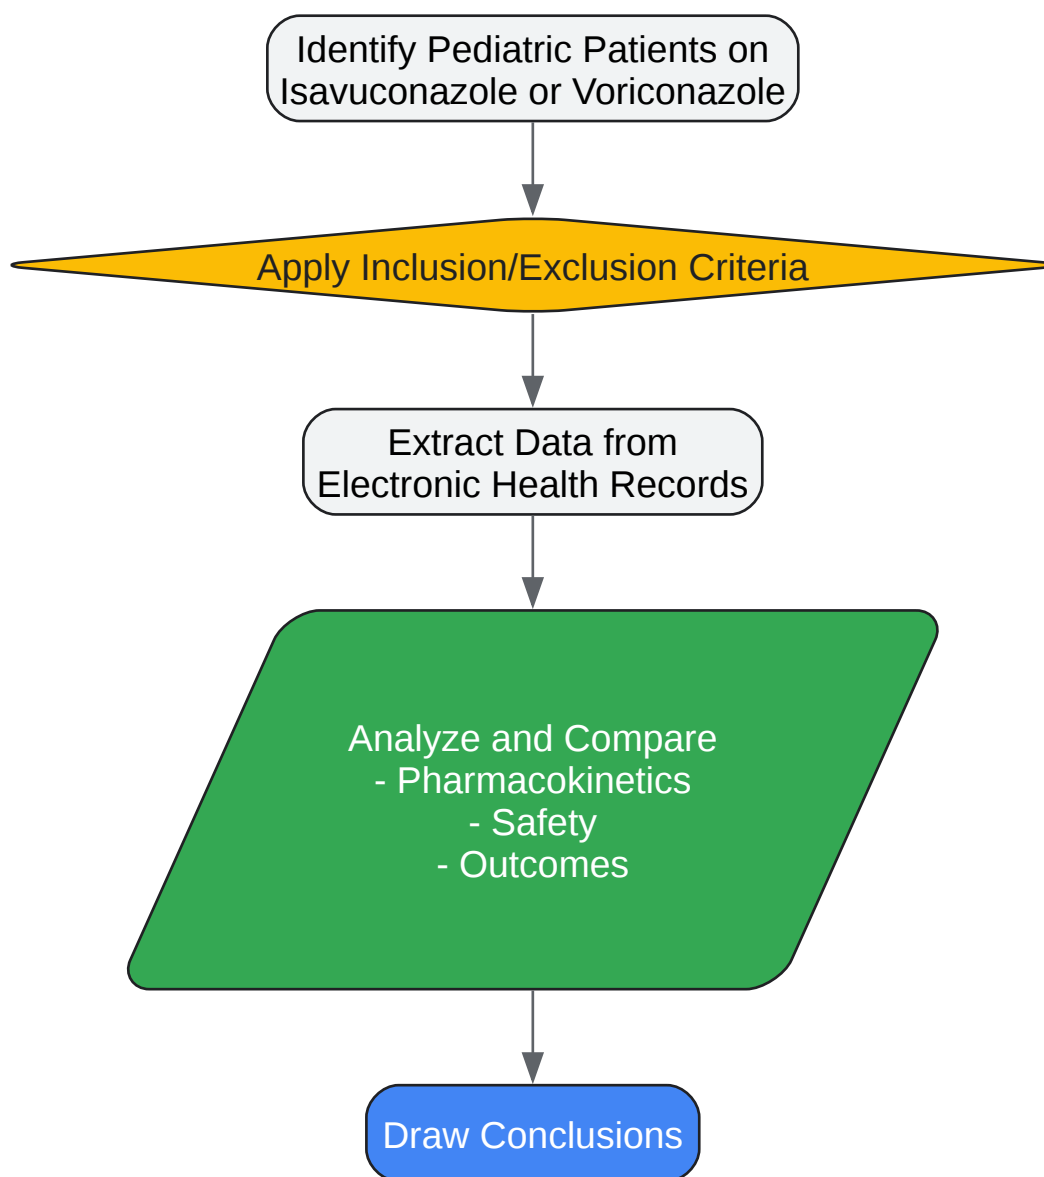 Identify Pediatric Patients on
Isavuconazole or Voriconazole
Apply Inclusion/Exclusion Criteria
Extract Data from
Electronic Health Records
Analyze and Compare
- Pharmacokinetics
- Safety
- Outcomes
Draw Conclusions